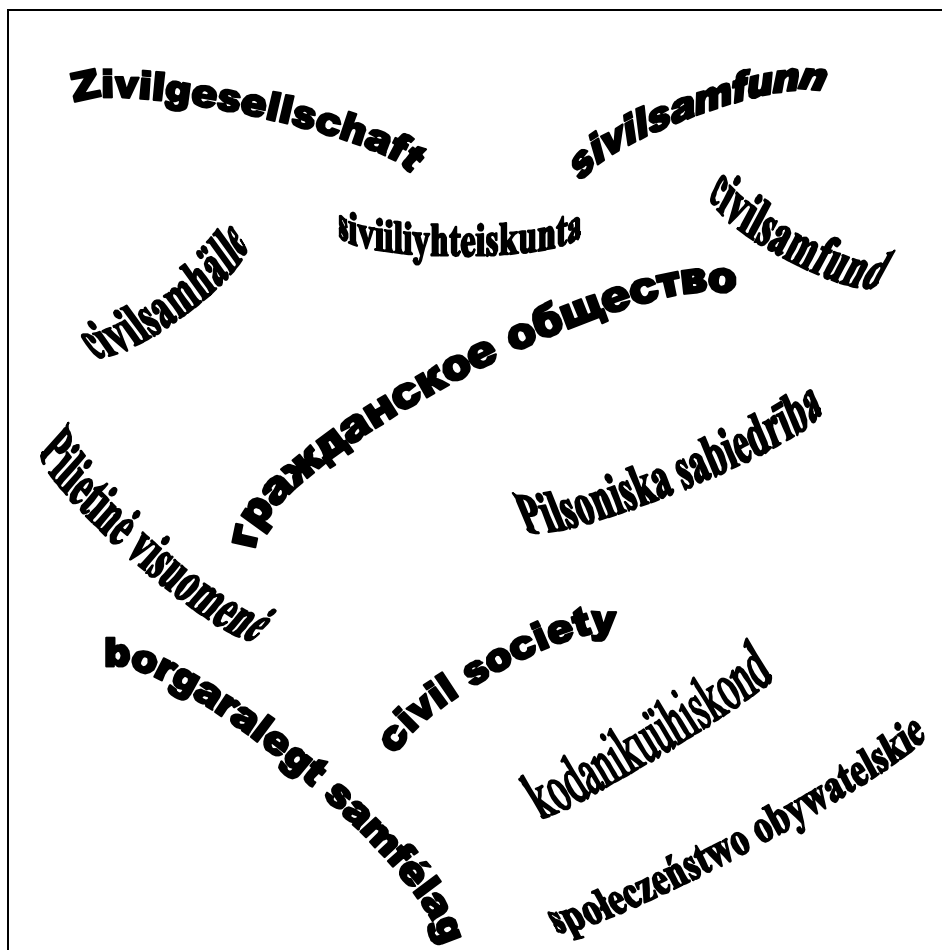 Zivilgesellschaft
sivilsamfunn
siviiliyhteiskunta
civilsamfund
civilsamhälle
гражданское общество
Pilsoniska sabiedrība
Pilietinė visuomenė
civil society
borgaralegt samfélag
kodanikuühiskond
społeczeństwo obywatelskie